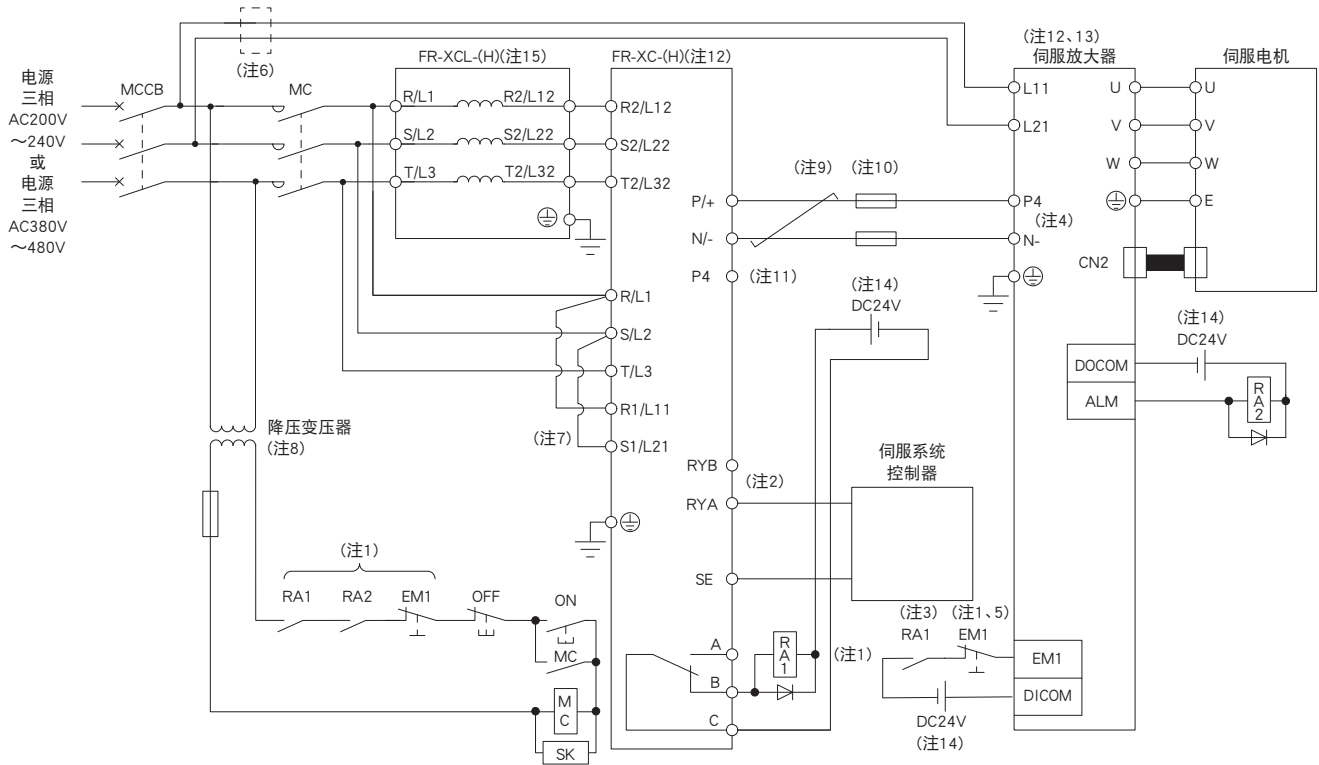 (注6)
电源
三相
AC200V
～240V
或
电源
三相
AC380V
～480V
MCCB
MC
FR-XCL-(H)(注15)
R/L1
R2/L12
S/L2
S2/L22
T/L3
T2/L32
FR-XC-(H)(注12)
R2/L12
S2/L22
T2/L32
R/L1
S/L2
T/L3
R1/L11
S1/L21
(注7)
P/+
N/-
P4
(注11)
(注9)
(注10)
(注12、13)
伺服放大器
L11
L21
P4
(注4)
N-
U
V
W
CN2
伺服电机
U
V
W
E
(注14)
DC24V
(注14)
DC24V
DOCOM
ALM
RA2
降压变压器
(注8)
RYB
(注2)
RYA
SE
伺服系统
控制器
(注1)
RA1
RA2
EM1
OFF
ON
MC
MC
SK
A
B
C
RA1
(注1)
(注3)
RA1
(注1、5)
EM1
EM1
DICOM
DC24V
(注14)